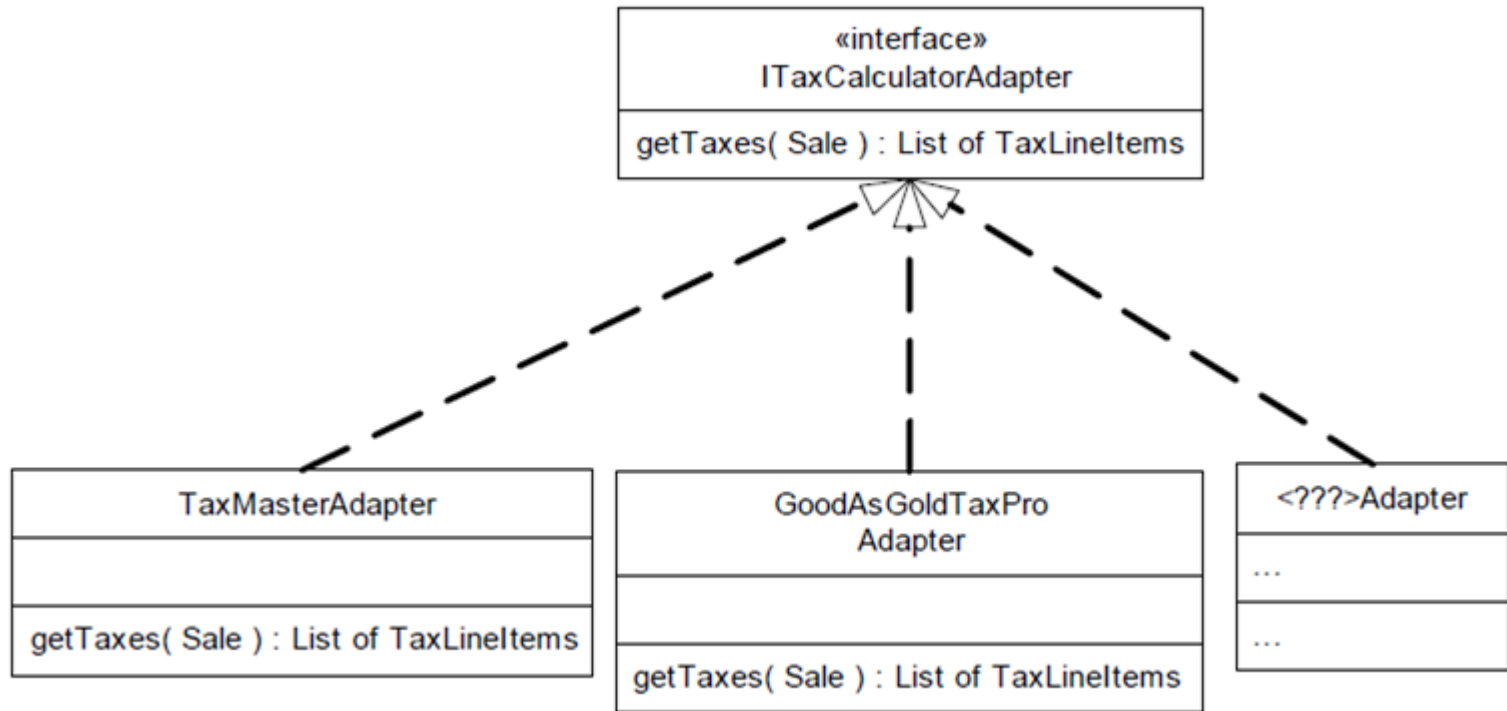 «interface»
ITaxCalculatorAdapter
getTaxes( Sale ) : List of TaxLineItems
TaxMasterAdapter
getTaxes( Sale ) : List of TaxLineItems
GoodAsGoldTaxPro
Adapter
getTaxes( Sale ) : List of TaxLineItems
<???>Adapter
...
...